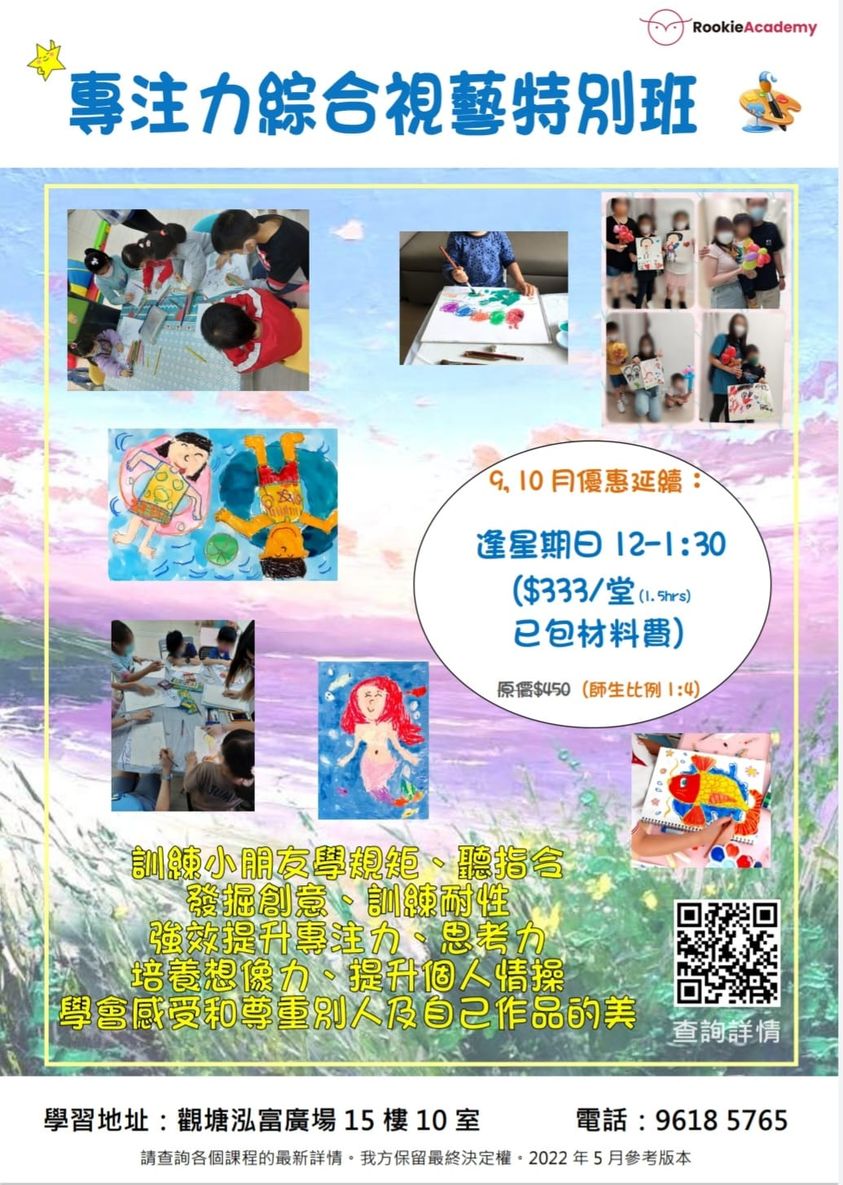 RookieAcademy
專注力綜合視藝特別班
9, 10 月優惠延續：
逢星期日 12-1:30
($333/堂(1.5hrs)
已包材料費)
原價$450 (師生比例 1:4)
訓練小朋友學規矩、聽指令
發掘創意、訓練耐性
強效提升專注力、思考力
培養想像力、提升個人情操
學會感受和尊重別人及自己作品的美
查詢詳情
學習地址：觀塘泓富廣場 15 樓 10 室
電話：9618 5765
請查詢各個課程的最新詳情。我方保留最終決定權。2022 年 5 月參考版本